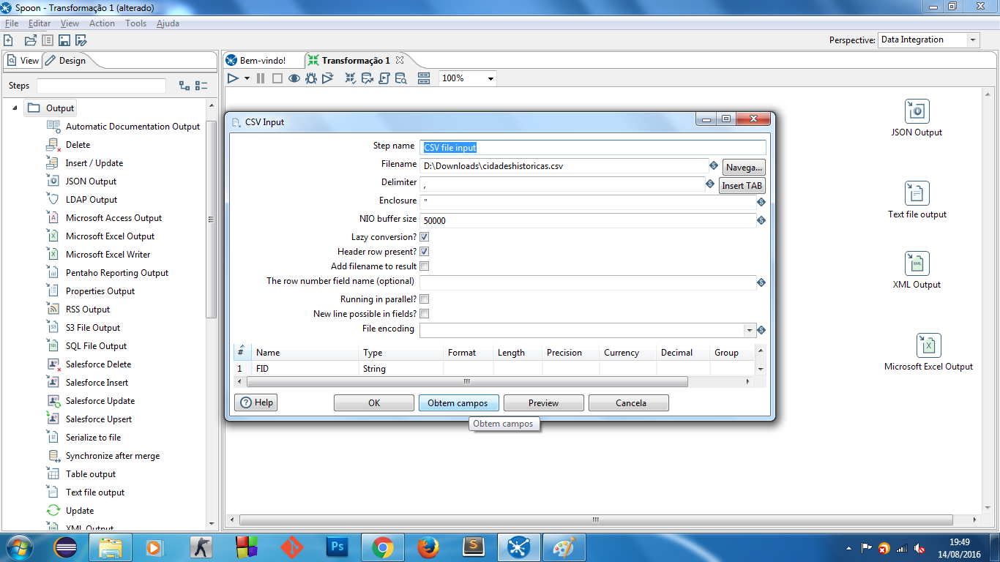 Spoon - Transformação 1 (alterado)
File Editar View Action Tools Ajuda
Perspective: Data Integration
View Design
Bem-vindo! Transformação 1
Steps
100%
Output
Automatic Documentation Output
Delete
Insert / Update
JSON Output
LDAP Output
Microsoft Access Output
Microsoft Excel Output
Microsoft Excel Writer
Pentaho Reporting Output
Properties Output
RSS Output
S3 File Output
SQL File Output
Salesforce Delete
Salesforce Insert
Salesforce Update
Salesforce Upsert
Serialize to file
Synchronize after merge
Table output
Text file output
Update
XML Output
CSV Input
Step name CSV file input
Filename D:\Downloads\cidadeshistoricas.csv Navega...
Delimiter , Insert TAB
Enclosure "
NIO buffer size 50000
Lazy conversion?
Header row present?
Add filename to result
The row number field name (optional)
Running in parallel?
New line possible in fields?
File encoding
# Name Type Format Length Precision Currency Decimal Group
1 FID String
Help OK Obtem campos Preview Cancela
Obtem campos
JSON Output
Text file output
XML
XML Output
Microsoft Excel Output
Ps
19:49
14/08/2016